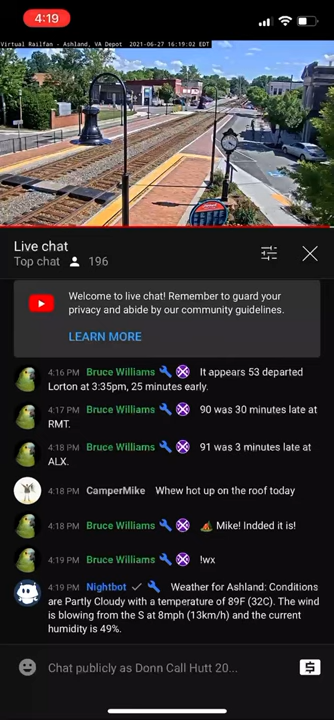 4:19
Virtual Railfan - Ashland, VA Depot
2021-06-27 16:19:02 EDT
Live chat
Top chat 196
Welcome to live chat! Remember to guard your
privacy and abide by our community guidelines.
LEARN MORE
4:16 PM Bruce Williams It appears 53 departed
Lorton at 3:35pm, 25 minutes early.
4:17 PM Bruce Williams 90 was 30 minutes late at
RMT.
4:18 PM Bruce Williams 91 was 3 minutes late at
ALX.
4:18 PM CamperMike Whew hot up on the roof today
4:18 PM Bruce Williams Mike! Indded it is!
4:19 PM Bruce Williams !wx
4:19 PM Nightbot Weather for Ashland: Conditions
are Partly Cloudy with a temperature of 89F (32C). The wind
is blowing from the S at 8mph (13km/h) and the current
humidity is 49%.
Chat publicly as Donn Call Hutt 20...
$